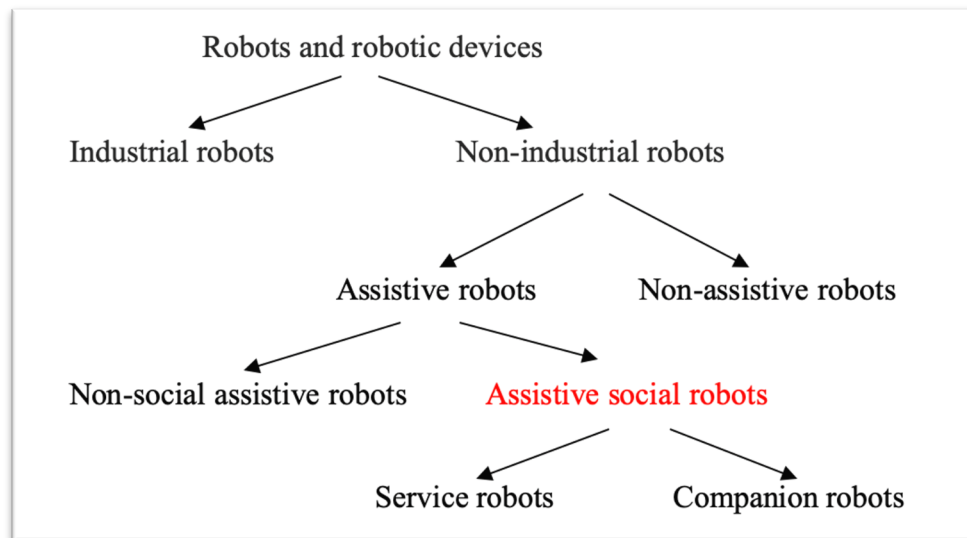 Robots and robotic devices
Industrial robots
Non-industrial robots
Assistive robots
Non-assistive robots
Non-social assistive robots
Assistive social robots
Service robots
Companion robots